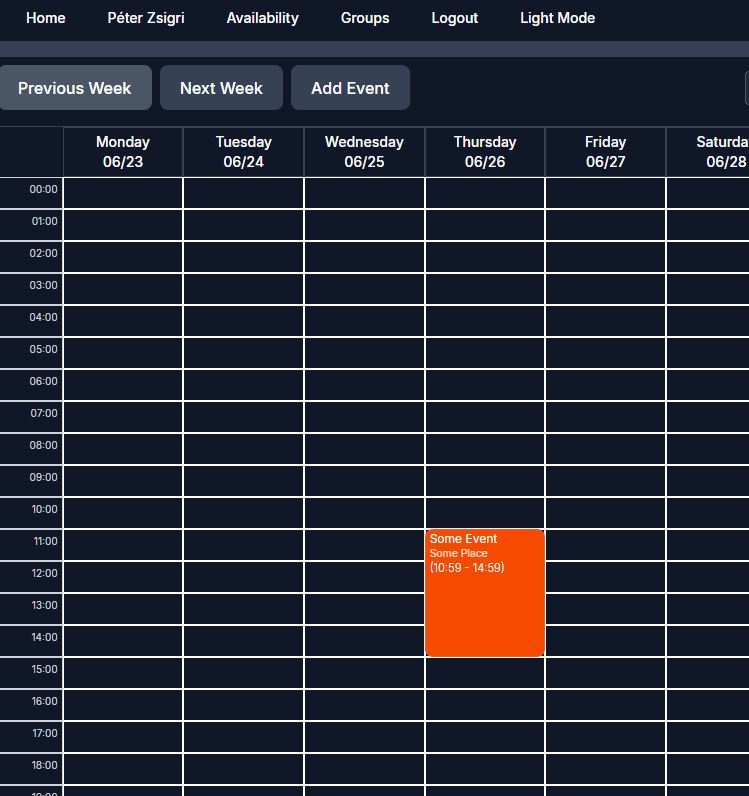 Home Péter Zsigri Availability Groups Logout Light Mode
Previous Week Next Week Add Event
Monday Tuesday Wednesday Thursday Friday Saturda
06/23 06/24 06/25 06/26 06/27 06/28
00:00
01:00
02:00
03:00
04:00
05:00
06:00
07:00
08:00
09:00
10:00
11:00
Some Event
Some Place
(10:59 - 14:59)
12:00
13:00
14:00
15:00
16:00
17:00
18:00